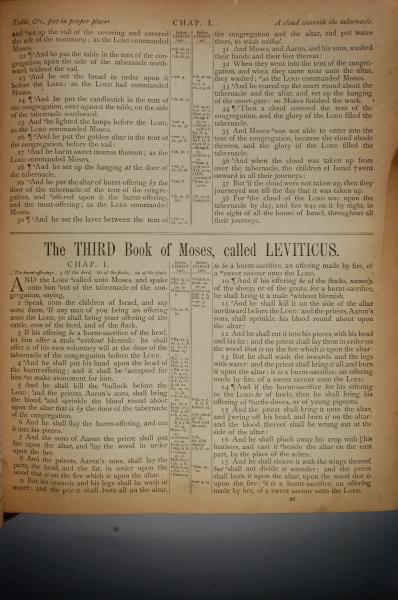 Table, &c., put in proper places
CHAP. I.
A cloud covereth the tabernacle.
and set up the vail of the covering, and covered
the ark of the testimony; as the LORD commanded
Moses.
22 ¶ And he put the table in the tent of the con-
gregation, upon the side of the tabernacle north-
ward, without the vail.
23 And he set the bread in order upon it
before the LORD; as the LORD had commanded
Moses.
24 ¶ And he put the candlestick in the tent of
the congregation, over against the table, on the side
of the tabernacle southward.
25 And he lighted the lamps before the LORD;
as the LORD commanded Moses.
26 ¶ And he put the golden altar in the tent of
the congregation, before the vail:
27 And he burnt sweet incense thereon; as the
LORD commanded Moses.
28 ¶ And he set up the hanging at the door of
the tabernacle.
29 And he put the altar of burnt-offering by the
door of the tabernacle of the tent of the congre-
gation, and offered upon it the burnt-offering,
and the meat-offering; as the LORD commanded
Moses.
30 ¶ And he set the laver between the tent of
the congregation and the altar, and put water
there, to wash withal.
31 And Moses, and Aaron, and his sons, washed
their hands and their feet thereat:
32 When they went into the tent of the congre-
gation, and when they came near unto the altar,
they washed; as the LORD commanded Moses.
33 And he reared up the court round about the
tabernacle and the altar, and set up the hanging
of the court-gate: so Moses finished the work.
34 ¶ Then a cloud covered the tent of the
congregation, and the glory of the LORD filled the
tabernacle.
35 And Moses was not able to enter into the
tent of the congregation, because the cloud abode
thereon, and the glory of the LORD filled the
tabernacle.
36 And when the cloud was taken up from
over the tabernacle, the children of Israel went
onward in all their journeys:
37 But if the cloud were not taken up, then they
journeyed not till the day that it was taken up.
38 For the cloud of the LORD was upon the
tabernacle by day, and fire was on it by night, in
the sight of all the house of Israel, throughout all
their journeys.
The THIRD Book of Moses, called LEVITICUS.
CHAP. I.
1 The burnt-offerings. 3 Of the herd, 10 of the flocks, 14 of the fowls.
AND the LORD called unto Moses, and spake
unto him out of the tabernacle of the con-
gregation, saying,
2 Speak unto the children of Israel, and say
unto them, If any man of you bring an offering
unto the LORD, ye shall bring your offering of the
cattle, even of the herd, and of the flock.
3 If his offering be a burnt-sacrifice of the herd,
let him offer a male without blemish: he shall
offer it of his own voluntary will at the door of the
tabernacle of the congregation before the LORD.
4 And he shall put his hand upon the head of
the burnt-offering; and it shall be accepted for
him to make atonement for him.
5 And he shall kill the bullock before the
LORD: and the priests, Aaron's sons, shall bring
the blood, and sprinkle the blood round about
upon the altar that is by the door of the tabernacle
of the congregation.
6 And he shall flay the burnt-offering, and cut
it into his pieces.
7 And the sons of Aaron the priest shall put
fire upon the altar, and lay the wood in order
upon the fire.
8 And the priests, Aaron's sons, shall lay the
parts, the head, and the fat, in order upon the
wood that is on the fire which is upon the altar.
9 But his inwards and his legs shall he wash in
water: and the priest shall burn all on the altar,
to be a burnt-sacrifice, an offering made by fire, of
a sweet savour unto the LORD.
10 ¶ And if his offering be of the flocks, namely,
of the sheep, or of the goats, for a burnt-sacrifice,
he shall bring it a male without blemish.
11 And he shall kill it on the side of the altar
northward before the LORD: and the priests, Aaron's
sons, shall sprinkle his blood round about upon
the altar:
12 And he shall cut it into his pieces, with his head
and his fat: and the priest shall lay them in order on
the wood that is on the fire which is upon the altar:
13 But he shall wash the inwards and the legs
with water: and the priest shall bring it all, and burn
it upon the altar: it is a burnt-sacrifice, an offering
made by fire, of a sweet savour unto the LORD.
14 ¶ And if the burnt-sacrifice for his offering
to the LORD be of fowls, then he shall bring his
offering of turtle-doves, or of young pigeons.
15 And the priest shall bring it unto the altar,
and wring off his head, and burn it on the altar:
and the blood thereof shall be wrung out at the
side of the altar:
16 And he shall pluck away his crop with his
feathers, and cast it beside the altar on the east
part, by the place of the ashes:
17 And he shall cleave it with the wings thereof,
but shall not divide it asunder: and the priest
shall burn it upon the altar, upon the wood that is
upon the fire: it is a burnt-sacrifice, an offering
made by fire, of a sweet savour unto the LORD.